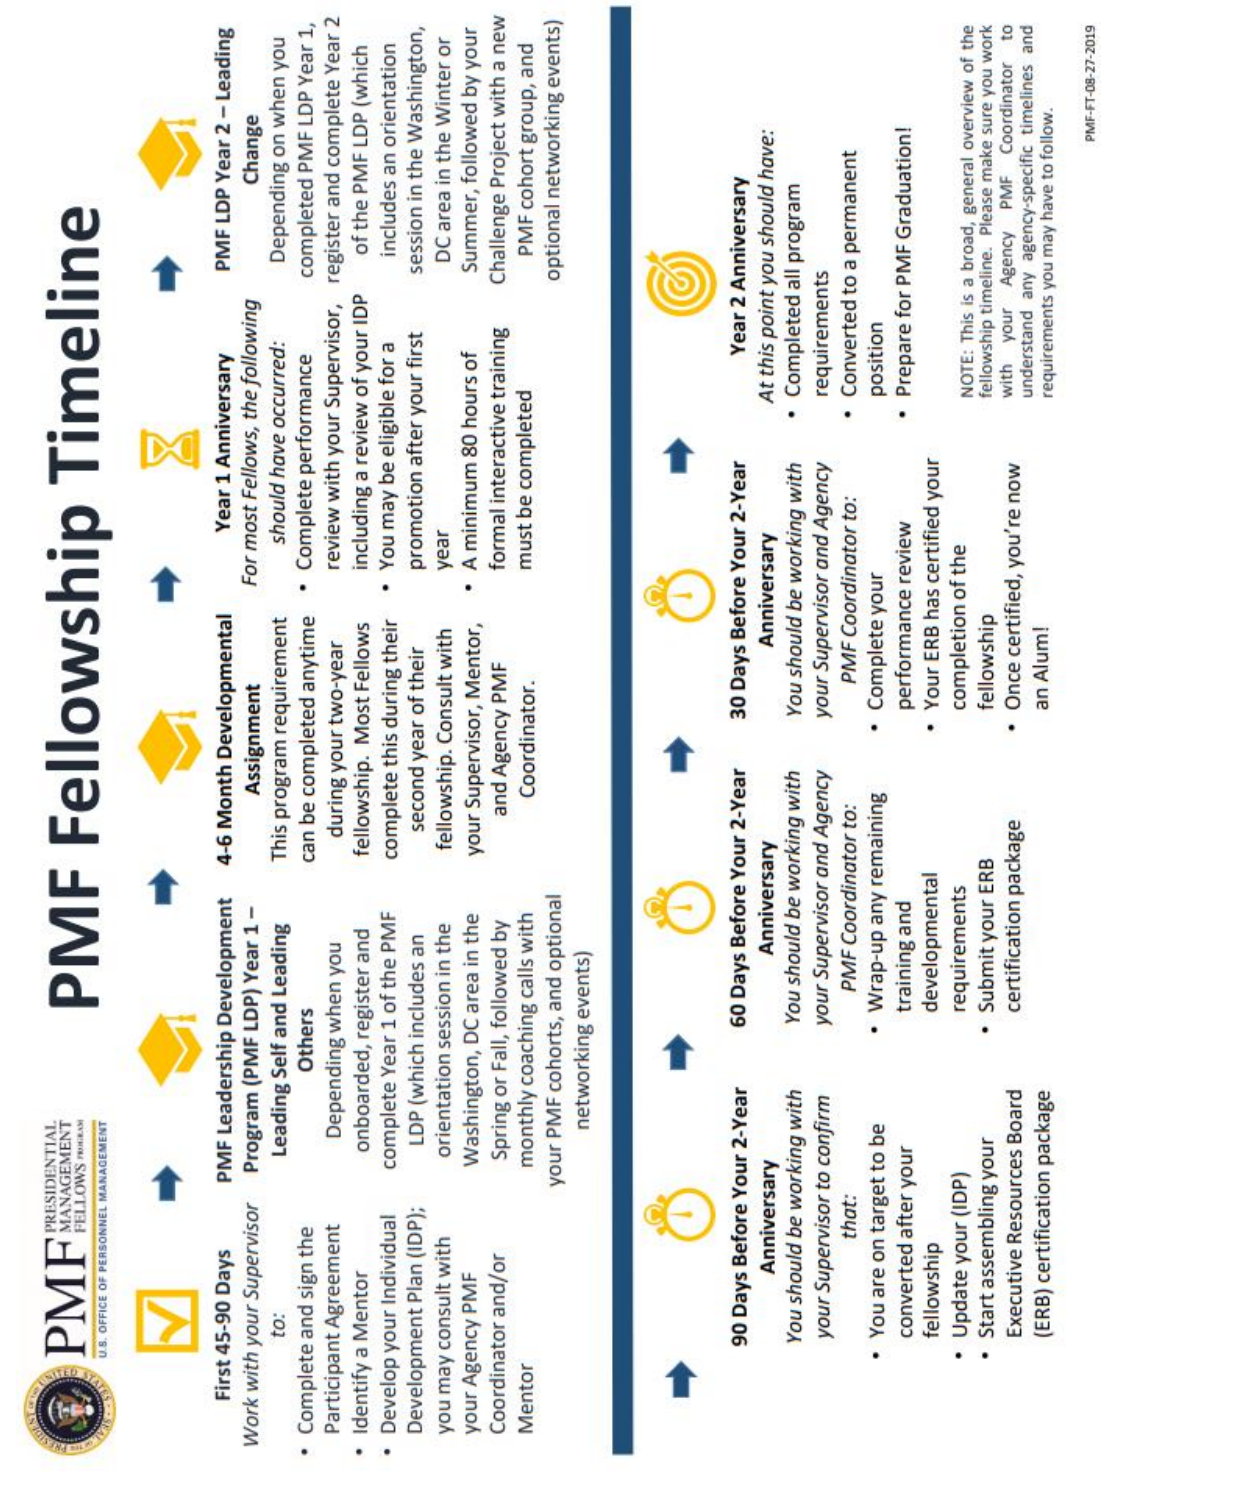 PMF
PRESIDENTIAL
MANAGEMENT
FELLOWS PROGRAM
U.S. OFFICE OF PERSONNEL MANAGEMENT
PMF Fellowship Timeline
First 45-90 Days
Work with your Supervisor
to:
• Complete and sign the
Participant Agreement
• Identify a Mentor
• Develop your Individual
Development Plan (IDP);
you may consult with
your Agency PMF
Coordinator and/or
Mentor
PMF Leadership Development
Program (PMF LDP) Year 1 –
Leading Self and Leading
Others
Depending when you
onboarded, register and
complete Year 1 of the PMF
LDP (which includes an
orientation session in the
Washington, DC area in the
Spring or Fall, followed by
monthly coaching calls with
your PMF cohorts, and optional
networking events)
4-6 Month Developmental
Assignment
This program requirement
can be completed anytime
during your two-year
fellowship. Most Fellows
complete this during their
second year of their
fellowship. Consult with
your Supervisor, Mentor,
and Agency PMF
Coordinator.
Year 1 Anniversary
For most Fellows, the following
should have occurred:
• Complete performance
review with your Supervisor,
including a review of your IDP
• You may be eligible for a
promotion after your first
year
• A minimum 80 hours of
formal interactive training
must be completed
PMF LDP Year 2 – Leading
Change
Depending on when you
completed PMF LDP Year 1,
register and complete Year 2
of the PMF LDP (which
includes an orientation
session in the Washington,
DC area in the Winter or
Summer, followed by your
Challenge Project with a new
PMF cohort group, and
optional networking events)
90 Days Before Your 2-Year
Anniversary
You should be working with
your Supervisor to confirm
that:
• You are on target to be
converted after your
fellowship
• Update your (IDP)
• Start assembling your
Executive Resources Board
(ERB) certification package
60 Days Before Your 2-Year
Anniversary
You should be working with
your Supervisor and Agency
PMF Coordinator to:
• Wrap-up any remaining
training and
developmental
requirements
• Submit your ERB
certification package
30 Days Before Your 2-Year
Anniversary
You should be working with
your Supervisor and Agency
PMF Coordinator to:
• Complete your
performance review
• Your ERB has certified your
completion of the
fellowship
• Once certified, you're now
an Alum!
Year 2 Anniversary
At this point you should have:
• Completed all program
requirements
• Converted to a permanent
position
• Prepare for PMF Graduation!
NOTE: This is a broad, general overview of the
fellowship timeline. Please make sure you work
with your Agency PMF Coordinator to
understand any agency-specific timelines and
requirements you may have to follow.
PMF-FT-08-27-2019